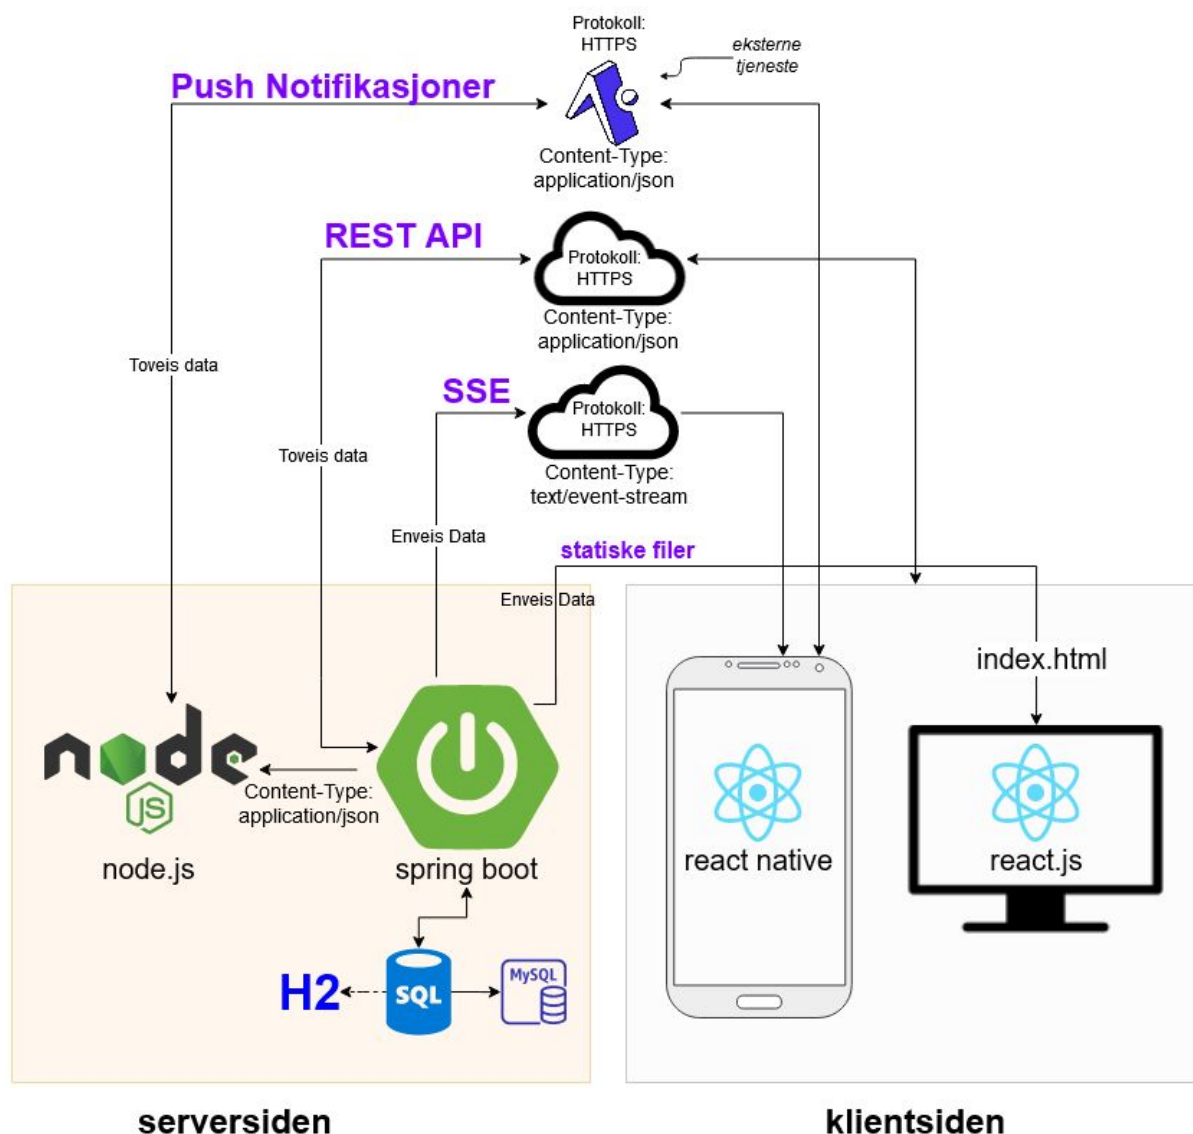 Protokoll:
HTTPS
eksterne
tjeneste
Push Notifikasjoner
Content-Type:
application/json
REST API
Protokoll:
HTTPS
Content-Type:
application/json
Toveis data
SSE
Protokoll:
HTTPS
Toveis data
Content-Type:
text/event-stream
Enveis Data
statiske filer
Enveis Data
index.html
node
JS
Content-Type:
application/json
node.js
spring boot
react native
react.js
H2
SQL
MySQL
serversiden
klientsiden